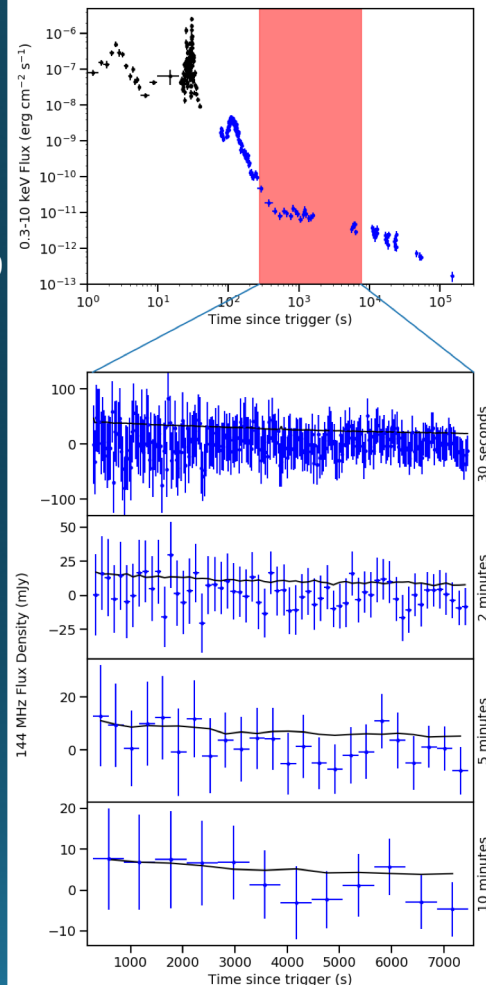 0.3-10 keV Flux (erg cm⁻² s⁻¹)
10⁻⁶
10⁻⁷
10⁻⁸
10⁻⁹
10⁻¹⁰
10⁻¹¹
10⁻¹²
10⁻¹³
10⁰ 10¹ 10² 10³ 10⁴ 10⁵
Time since trigger (s)
144 MHz Flux Density (mJy)
100
0
−100
30 seconds
50
25
0
−25
2 minutes
20
0
5 minutes
20
10
0
−10
10 minutes
1000 2000 3000 4000 5000 6000 7000
Time since trigger (s)